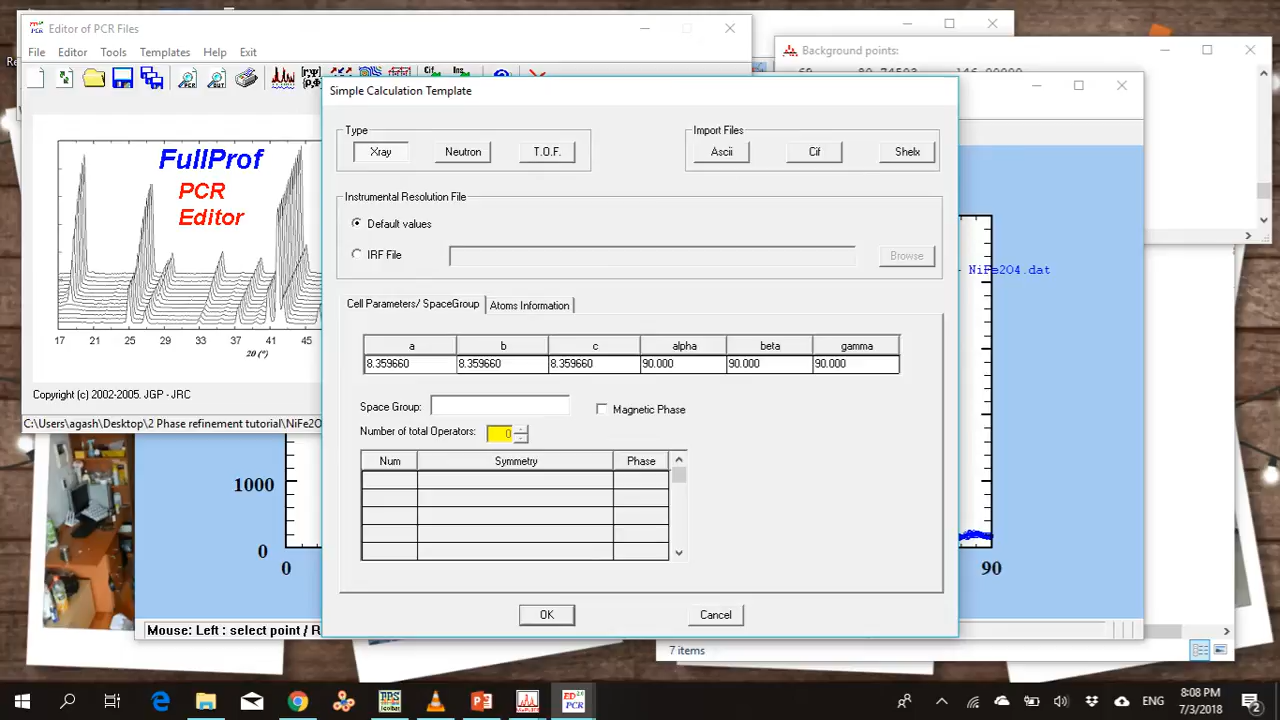 Editor of PCR Files
File Editor Tools Templates Help Exit
Background points:
Simple Calculation Template
Type
Xray Neutron T.O.F.
Import Files
Ascii Cif Shelx
FullProf
PCR
Editor
17 21 25 29 33 37 41 45
2θ (°)
Copyright (c) 2002-2005. JGP - JRC
C:\Users\agash\Desktop\2 Phase refinement tutorial\NiFe2O
Instrumental Resolution File
Default values
IRF File
Browse
NiFe2O4.dat
Cell Parameters/ SpaceGroup Atoms Information
a b c alpha beta gamma
8.359660 8.359660 8.359660 90.000 90.000 90.000
Space Group:
Magnetic Phase
Number of total Operators: 0
Num Symmetry Phase
1000
0
0
90
OK Cancel
Mouse: Left : select point / R
7 items
ENG
8:08 PM
7/3/2018
2